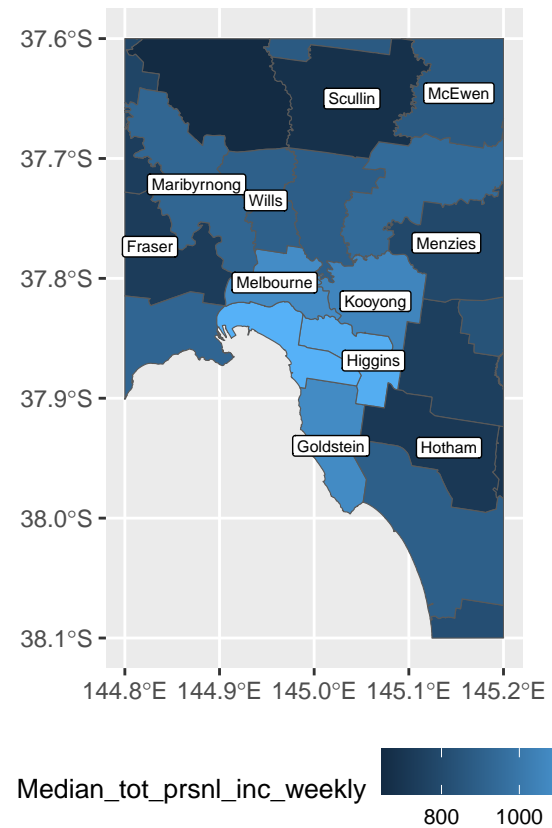 37.6°S
Scullin
McEwen
37.7°S
Maribyrnong
Wills
Fraser
Menzies
37.8°S
Melbourne
Kooyong
Higgins
37.9°S
Goldstein
Hotham
38.0°S
38.1°S
144.8°E 144.9°E 145.0°E 145.1°E 145.2°E
Median_tot_prsnl_inc_weekly
800 1000